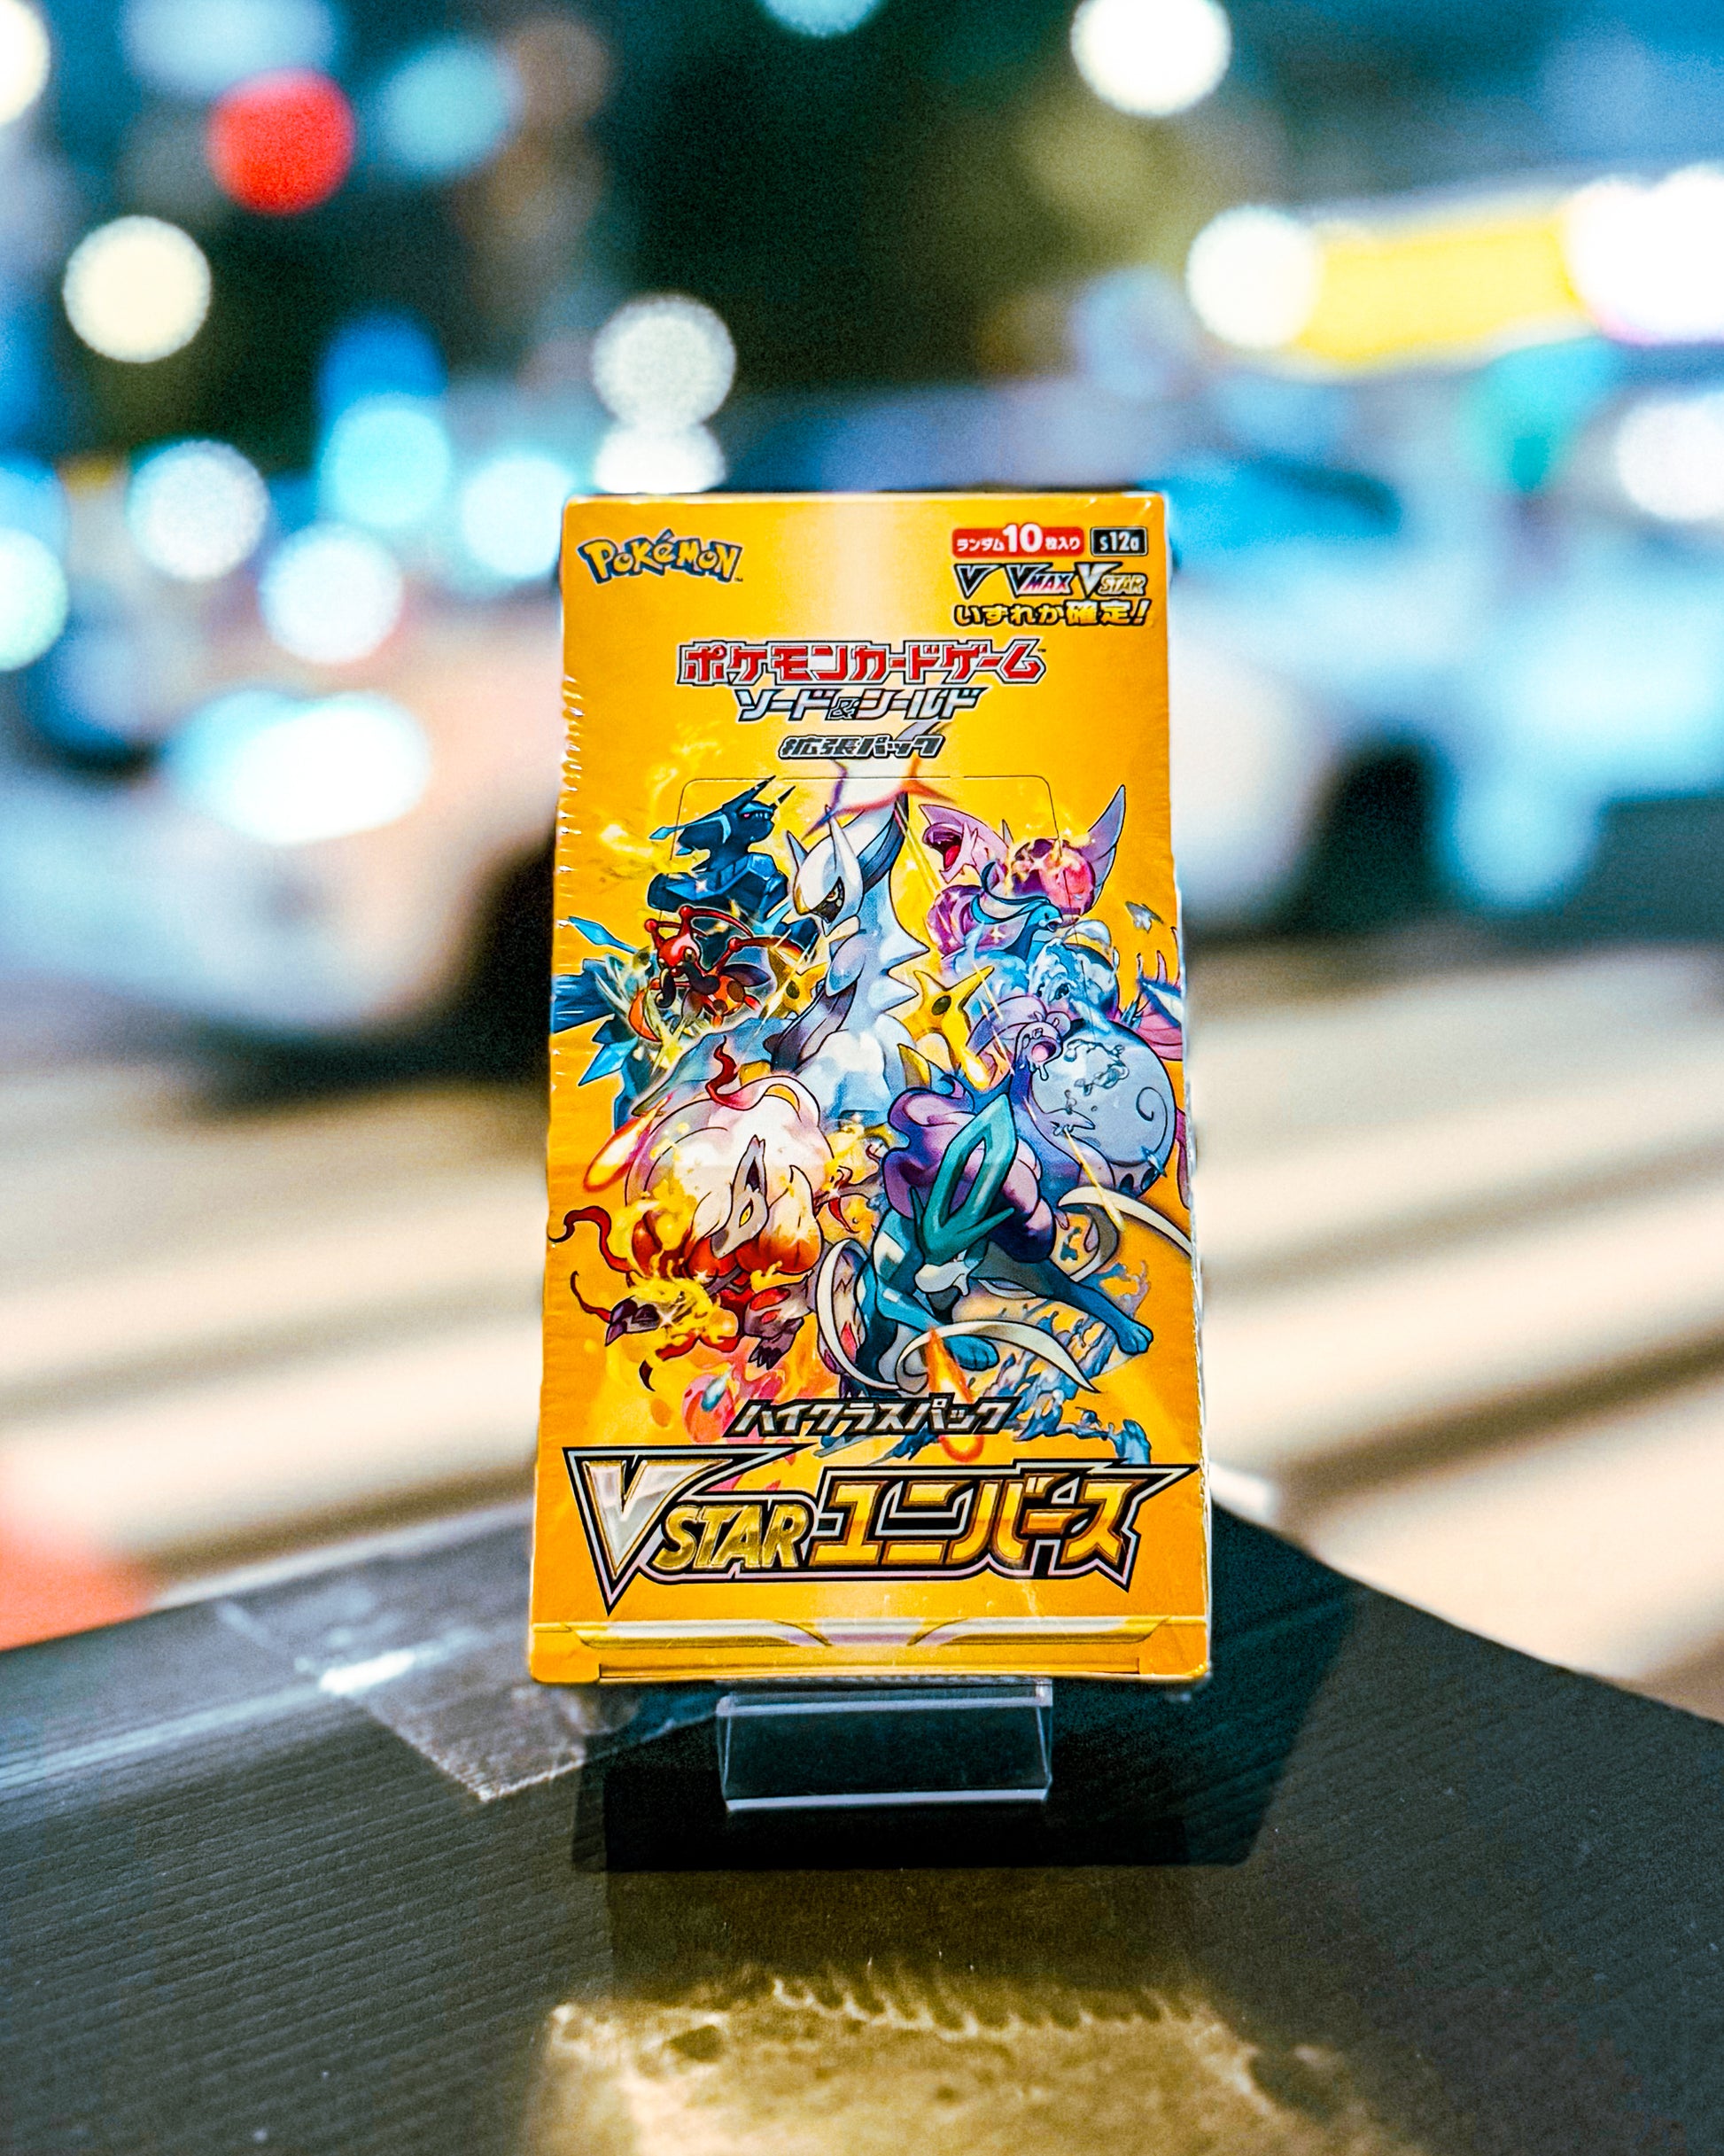 Pokémon
ランダム10枚入り s12a
V VMAX VSTAR
いずれか確定!
ポケモンカードゲーム
ソード&シールド
拡張パック
ハイクラスパック
VSTARユニバース